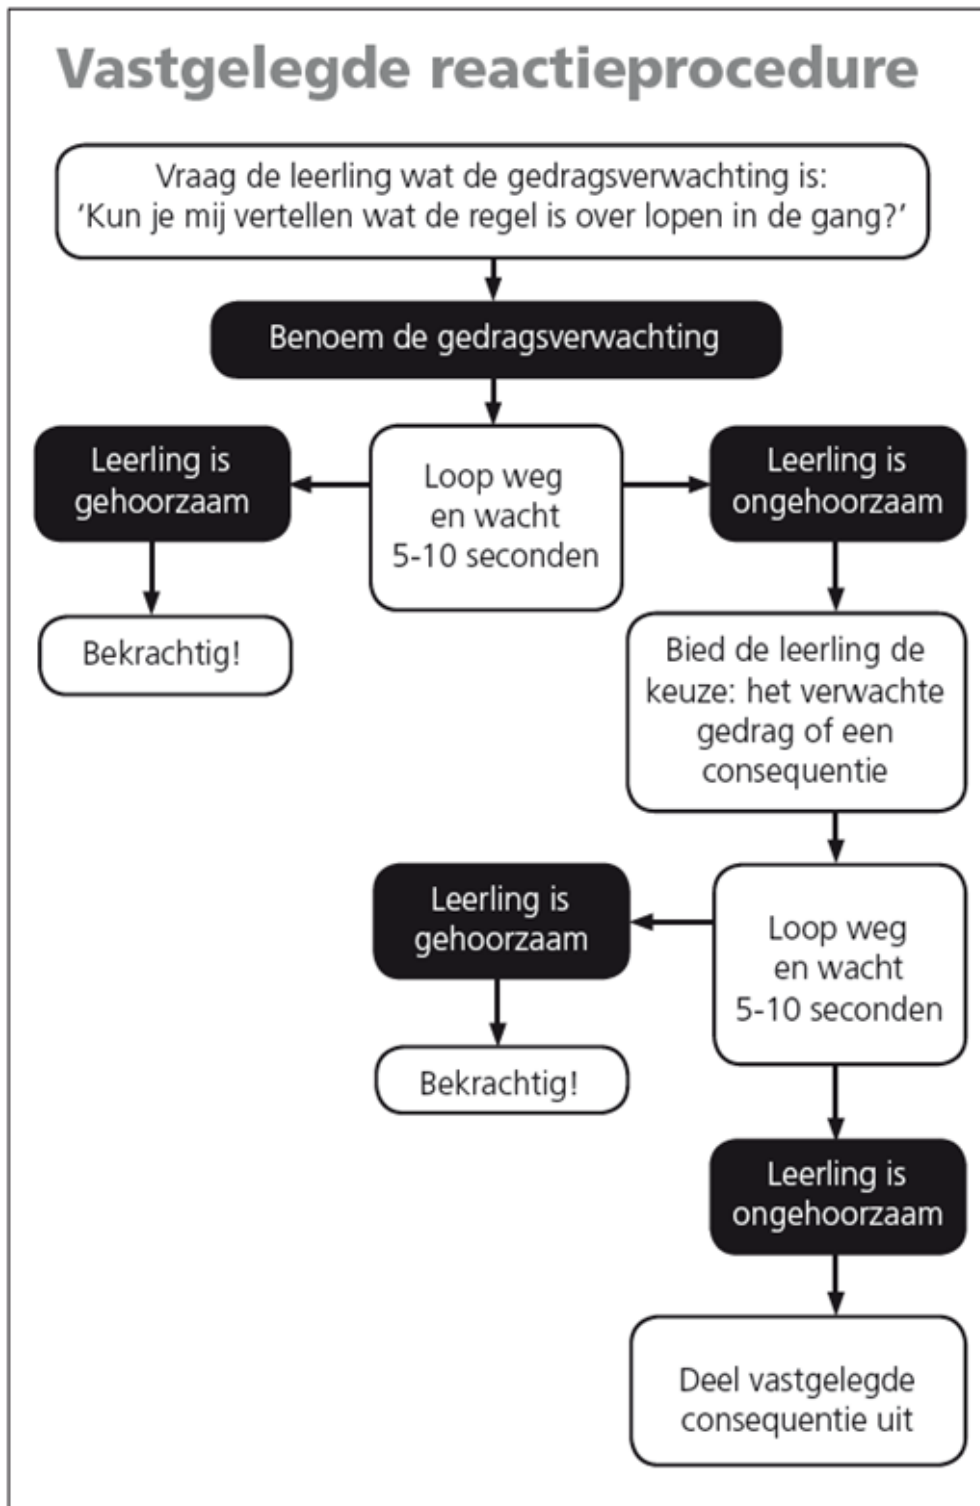 Vastgelegde reactieprocedure
Vraag de leerling wat de gedragsverwachting is:
‘Kun je mij vertellen wat de regel is over lopen in de gang?’
Benoem de gedragsverwachting
Leerling is
gehoorzaam
Loop weg
en wacht
5-10 seconden
Leerling is
ongehoorzaam
Bekrachtig!
Bied de leerling de
keuze: het verwachte
gedrag of een
consequentie
Leerling is
gehoorzaam
Loop weg
en wacht
5-10 seconden
Bekrachtig!
Leerling is
ongehoorzaam
Deel vastgelegde
consequentie uit